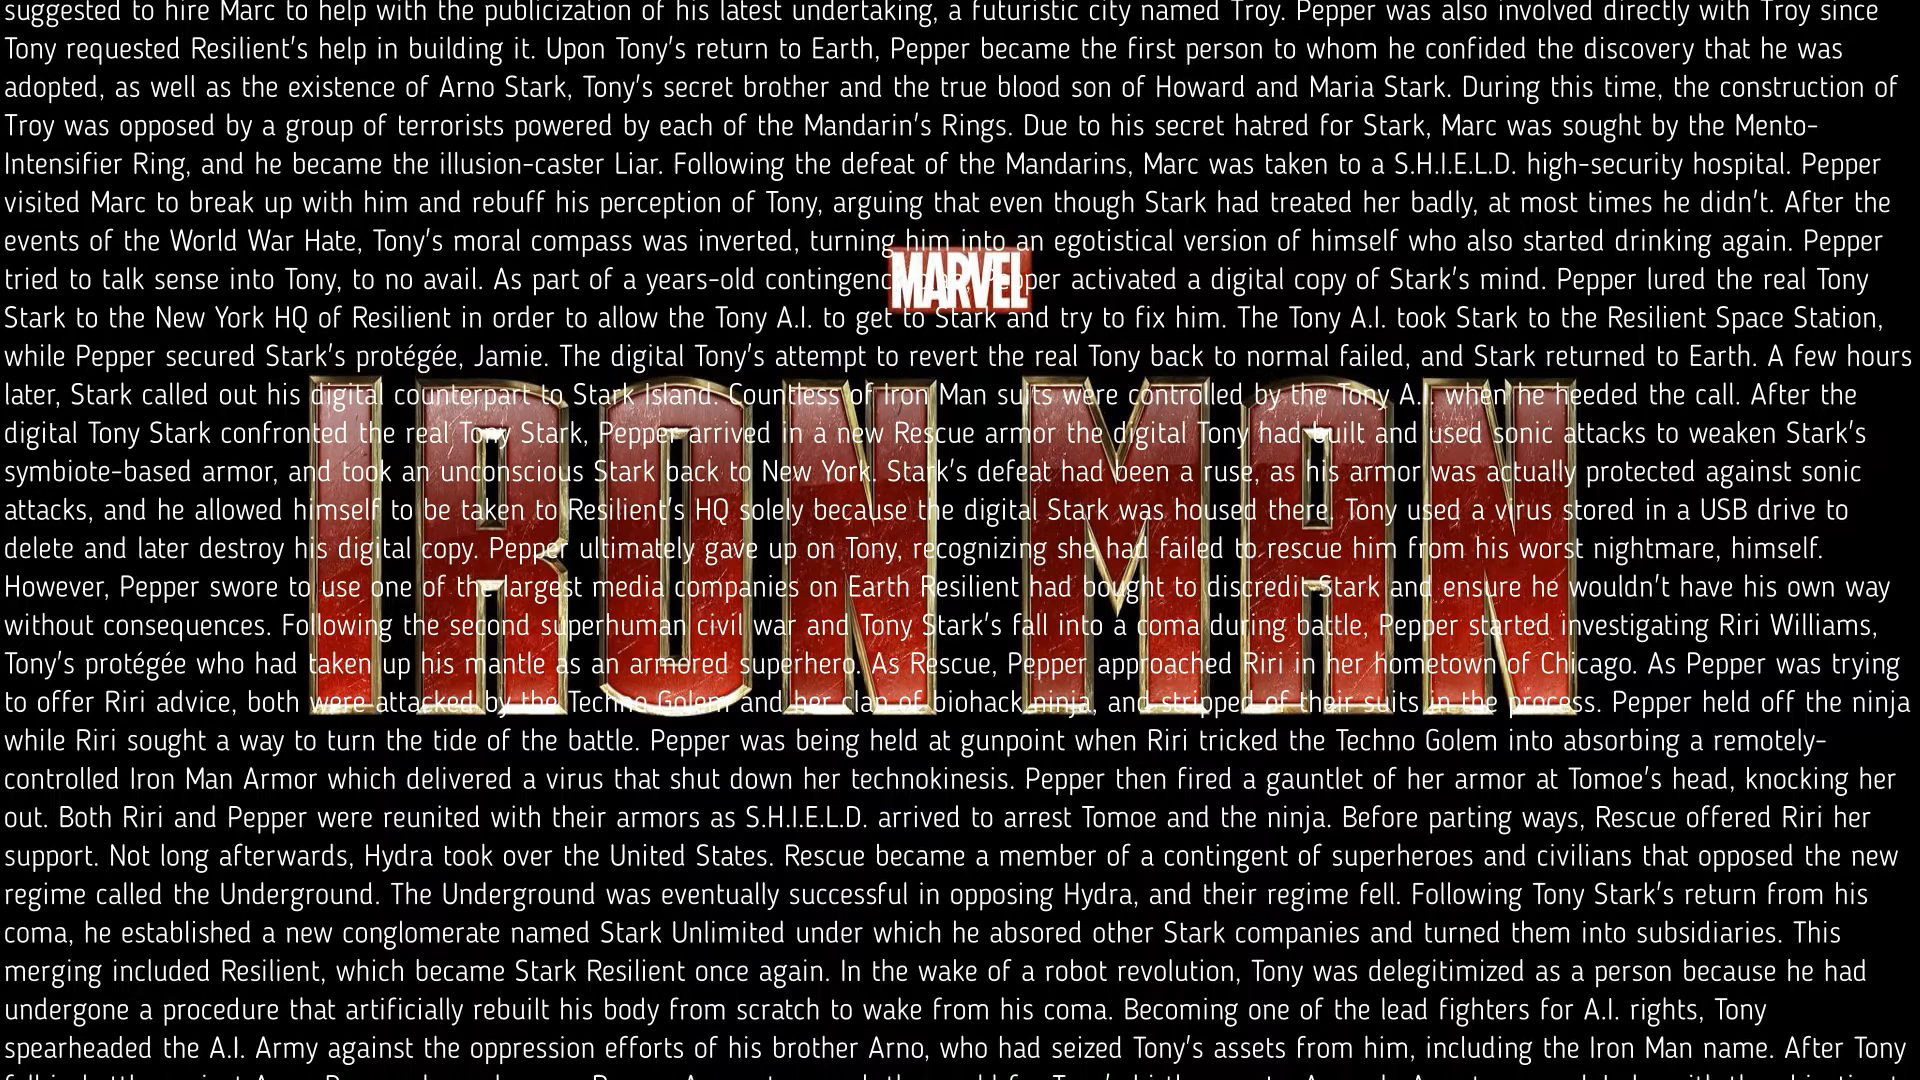 suggested to hire Marc to help with the publicization of his latest undertaking, a futuristic city named Troy. Pepper was also involved directly with Troy since
Tony requested Resilient's help in building it. Upon Tony's return to Earth, Pepper became the first person to whom he confided the discovery that he was
adopted, as well as the existence of Arno Stark, Tony's secret brother and the true blood son of Howard and Maria Stark. During this time, the construction of
Troy was opposed by a group of terrorists powered by each of the Mandarin's Rings. Due to his secret hatred for Stark, Marc was sought by the Mento-
Intensifier Ring, and he became the illusion-caster Liar. Following the defeat of the Mandarins, Marc was taken to a S.H.I.E.L.D. high-security hospital. Pepper
visited Marc to break up with him and rebuff his perception of Tony, arguing that even though Stark had treated her badly, at most times he didn't. After the
events of the World War Hate, Tony's moral compass was inverted, turning him into an egotistical version of himself who also started drinking again. Pepper
tried to talk sense into Tony, to no avail. As part of a years-old Pepper activated a digital copy of Stark's mind. Pepper lured the real Tony
MARVEL
Stark to the New York HQ of Resilient in order to allow the Tony A.I. to get to Stark and try to fix him. The Tony A.I. took Stark to the Resilient Space Station,
while Pepper secured Stark's protégée, Jamie. The digital Tony's attempt to revert the real Tony back to normal failed, and Stark returned to Earth. A few hours
later, Stark called out his digital counterpart to Stark Island. Countless of Iron Man suits were controlled by the Tony A.I. when he heeded the call. After the
digital Tony Stark confronted the real Tony Stark, Pepper arrived in a new Rescue armor the digital Tony had built and used sonic attacks to weaken Stark's
symbiote-based armor, and took an unconscious Stark back to New York. Stark's defeat had been a ruse, as his armor was actually protected against sonic
attacks, and he allowed himself to be taken to Resilient's HQ solely because the digital Stark was housed there. Tony used a virus stored in a USB drive to
IRON MAN
delete and later destroy his digital copy. Pepper ultimately gave up on Tony, recognizing she had failed to rescue him from his worst nightmare, himself.
However, Pepper swore to use one of the largest media companies on Earth Resilient had bought to discredit Stark and ensure he wouldn't have his own way
without consequences. Following the second superhuman civil war and Tony Stark's fall into a coma during battle, Pepper started investigating Riri Williams,
Tony's protégée who had taken up his mantle as an armored superhero. As Rescue, Pepper approached Riri in her hometown of Chicago. As Pepper was trying
to offer Riri advice, both were attacked by the Techno Golem and her clan of biohack ninja, and stripped of their suits in the process. Pepper held off the ninja
while Riri sought a way to turn the tide of the battle. Pepper was being held at gunpoint when Riri tricked the Techno Golem into absorbing a remotely-
controlled Iron Man Armor which delivered a virus that shut down her technokinesis. Pepper then fired a gauntlet of her armor at Tomoe's head, knocking her
out. Both Riri and Pepper were reunited with their armors as S.H.I.E.L.D. arrived to arrest Tomoe and the ninja. Before parting ways, Rescue offered Riri her
support. Not long afterwards, Hydra took over the United States. Rescue became a member of a contingent of superheroes and civilians that opposed the new
regime called the Underground. The Underground was eventually successful in opposing Hydra, and their regime fell. Following Tony Stark's return from his
coma, he established a new conglomerate named Stark Unlimited under which he absored other Stark companies and turned them into subsidiaries. This
merging included Resilient, which became Stark Resilient once again. In the wake of a robot revolution, Tony was delegitimized as a person because he had
undergone a procedure that artificially rebuilt his body from scratch to wake from his coma. Becoming one of the lead fighters for A.I. rights, Tony
spearheaded the A.I. Army against the oppression efforts of his brother Arno, who had seized Tony's assets from him, including the Iron Man name. After Tony